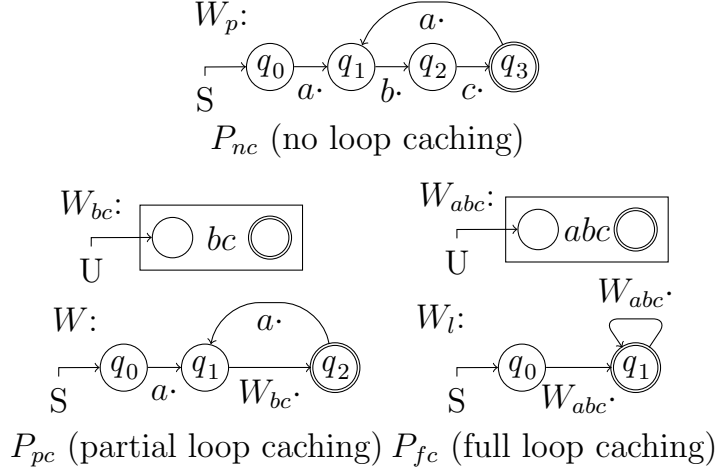 W_p:
a·
q_0 q_1 q_2 q_3
S a· b· c·
P_nc (no loop caching)
W_bc: bc
U
W_abc: abc
U
W: a·
q_0 q_1 q_2
S a· W_bc·
W_abc·
W_l:
q_0 q_1
S W_abc·
P_pc (partial loop caching) P_fc (full loop caching)